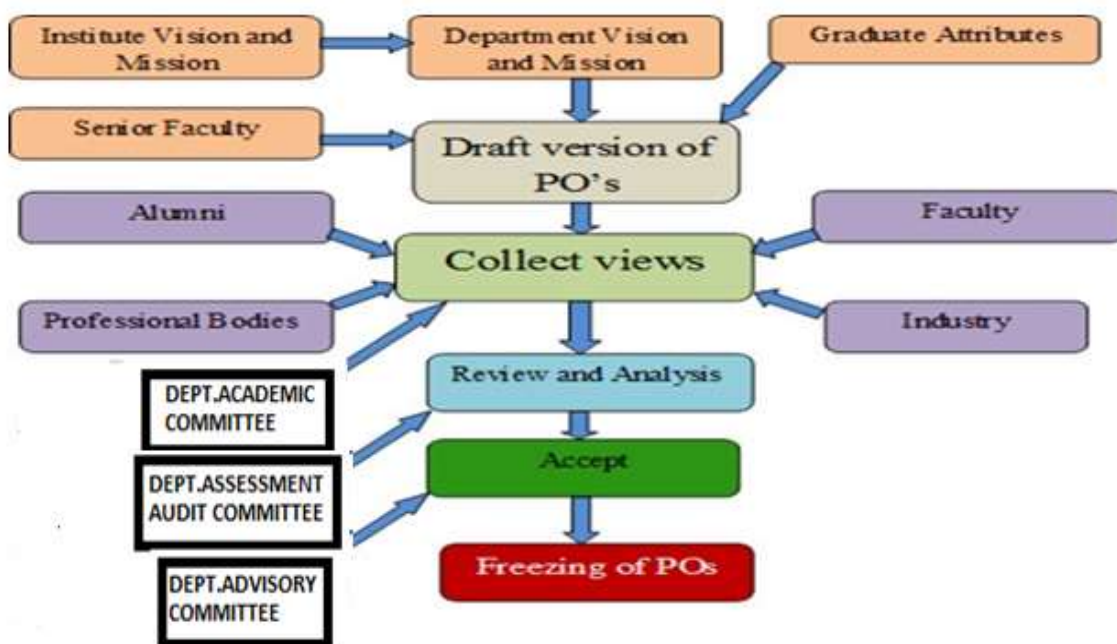 Institute Vision and
Mission
Department Vision
and Mission
Graduate Attributes
Senior Faculty
Draft version of
PO's
Alumni
Faculty
Collect views
Professional Bodies
Industry
Review and Analysis
DEPT.ACADEMIC
COMMITTEE
Accept
DEPT.ASSESSMENT
AUDIT COMMITTEE
Freezing of POs
DEPT.ADVISORY
COMMITTEE